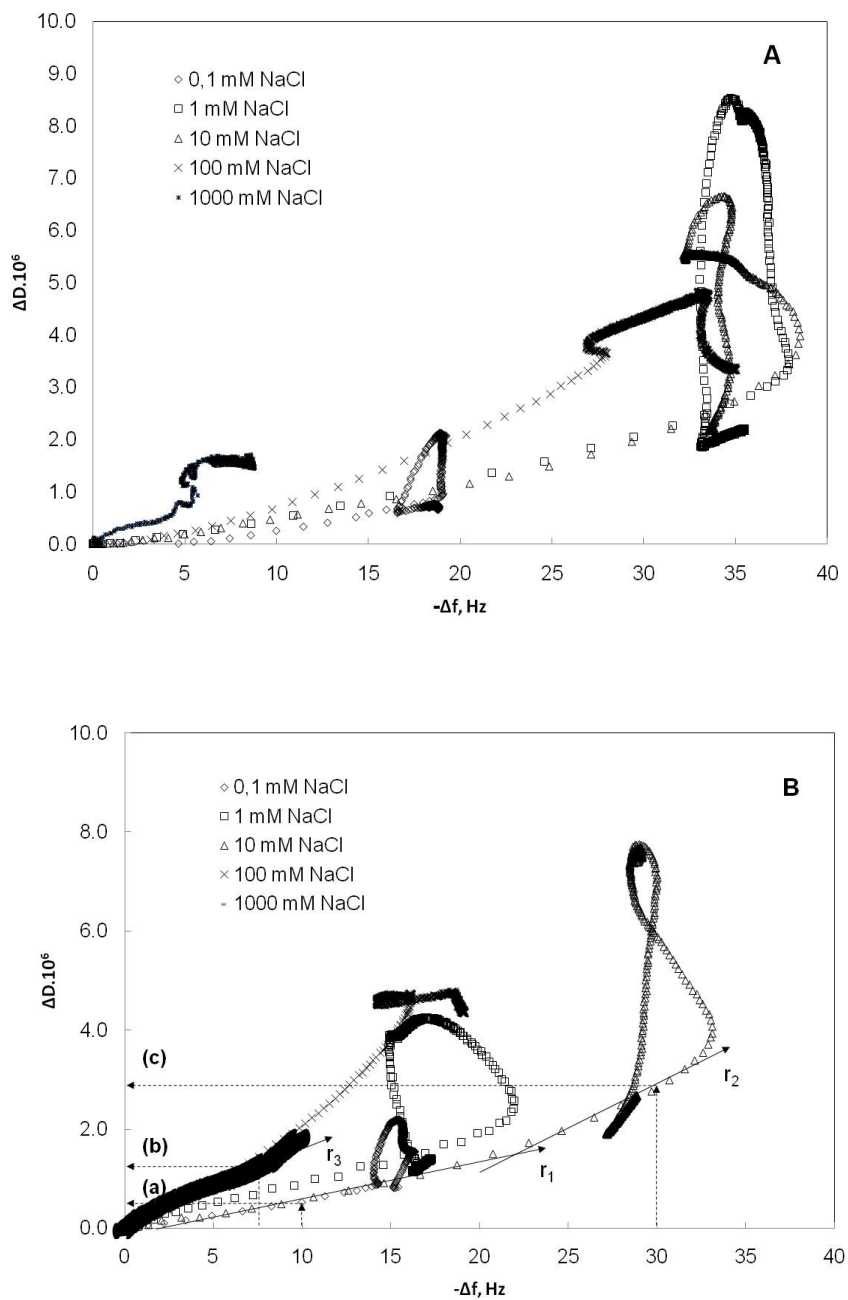 10.0
A
9.0
◇ 0,1 mM NaCl
□ 1 mM NaCl
8.0
△ 10 mM NaCl
× 100 mM NaCl
7.0
1000 mM NaCl
6.0
ΔD.10⁶
5.0
4.0
3.0
2.0
1.0
0.0
0 5 10 15 20 25 30 35 40
-Δf, Hz
10.0
B
◇ 0,1 mM NaCl
□ 1 mM NaCl
8.0
△ 10 mM NaCl
× 100 mM NaCl
1000 mM NaCl
6.0
ΔD.10⁶
4.0
(c)
r₂
2.0
(b)
r₃
r₁
(a)
0.0
0 5 10 15 20 25 30 35 40
-Δf, Hz